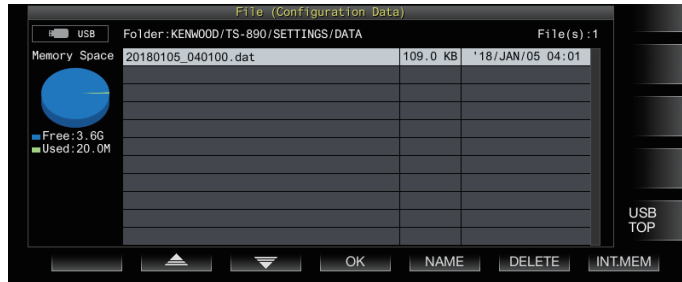 File (Configuration Data)
USB
Folder:KENWOOD/TS-890/SETTINGS/DATA
File(s):1
Memory Space
20180105_040100.dat
109.0 KB
'18/JAN/05 04:01
Free:3.6G
Used:20.0M
USB
TOP
OK
NAME
DELETE
INT.MEM